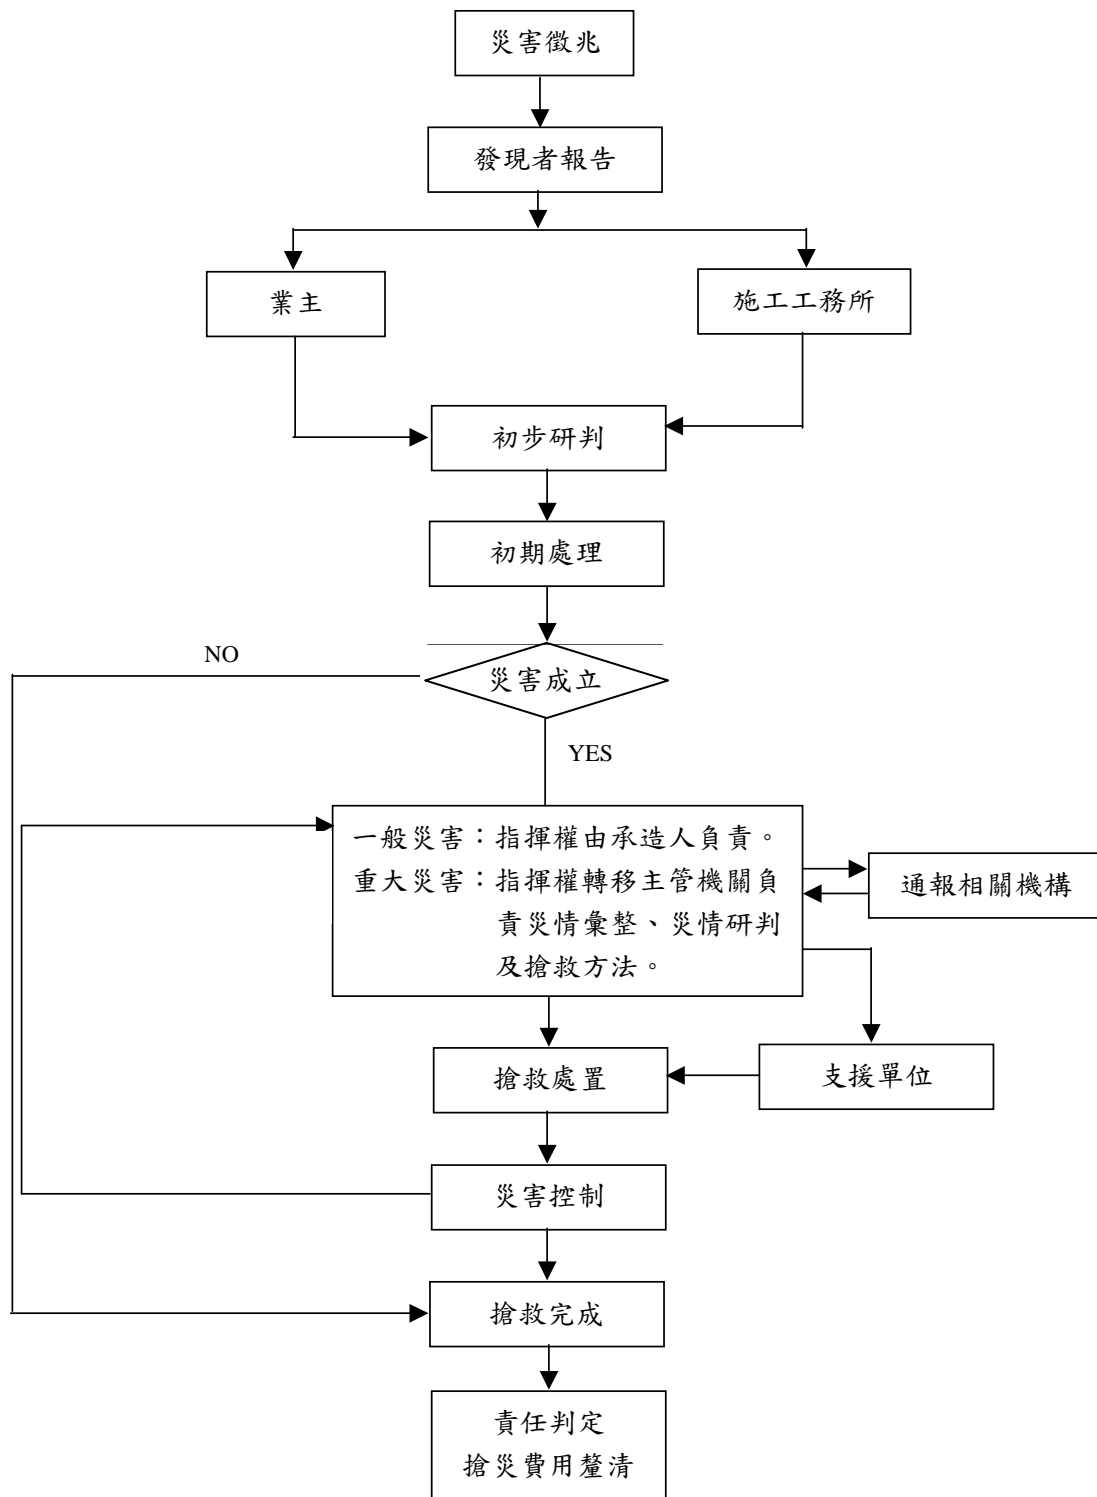 災害徵兆
發現者報告
業主
施工工務所
初步研判
初期處理
NO
災害成立
YES
一般災害：指揮權由承造人負責。
重大災害：指揮權轉移主管機關負
責災情彙整、災情研判
及搶救方法。
通報相關機構
搶救處置
支援單位
災害控制
搶救完成
責任判定
搶災費用釐清